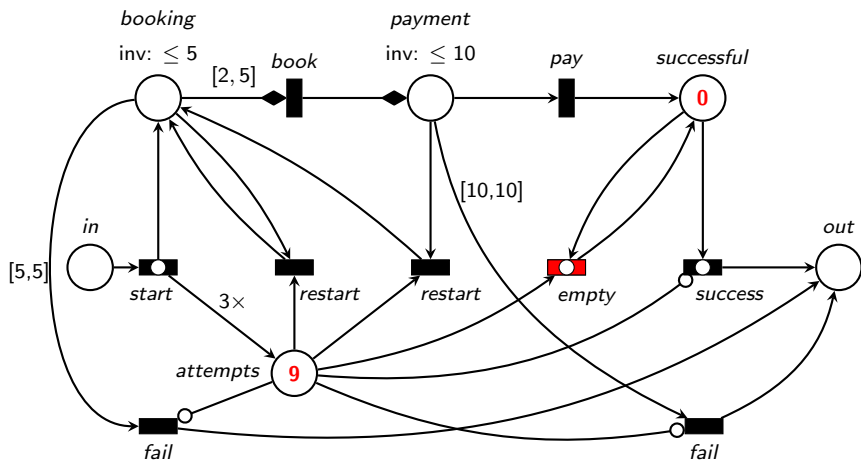 booking
payment
inv: ≤ 5
[2, 5]
book
inv: ≤ 10
pay
successful
0
[10,10]
in
out
[5,5]
start
3×
restart
restart
empty
success
attempts
9
fail
fail